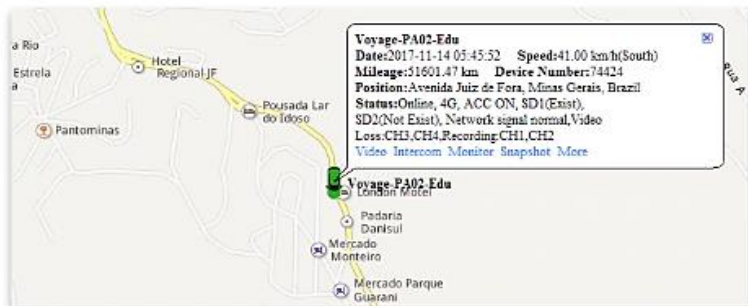 Voyage-PA02-Edu
Date:2017-11-14 05:45:52 Speed:41.00 km/h(South)
Mileage:51601.47 km Device Number:74424
Position:Avenida Juiz de Fora, Minas Gerais, Brazil
Status:Online, 4G, ACC ON, SD1(Exist),
SD2(Not Exist), Network signal normal,Video
Loss:CH3,CH4,Recording:CH1,CH2
Video Intercom Monitor Snapshot More
a Rio
Estrela
a
Hotel
Regional JF
Pousada Lar
do Idoso
Pantominas
Voyage-PA02-Edu
London Motel
Padaria
Danisul
Mercado
Monteiro
Mercado Parque
Guarani